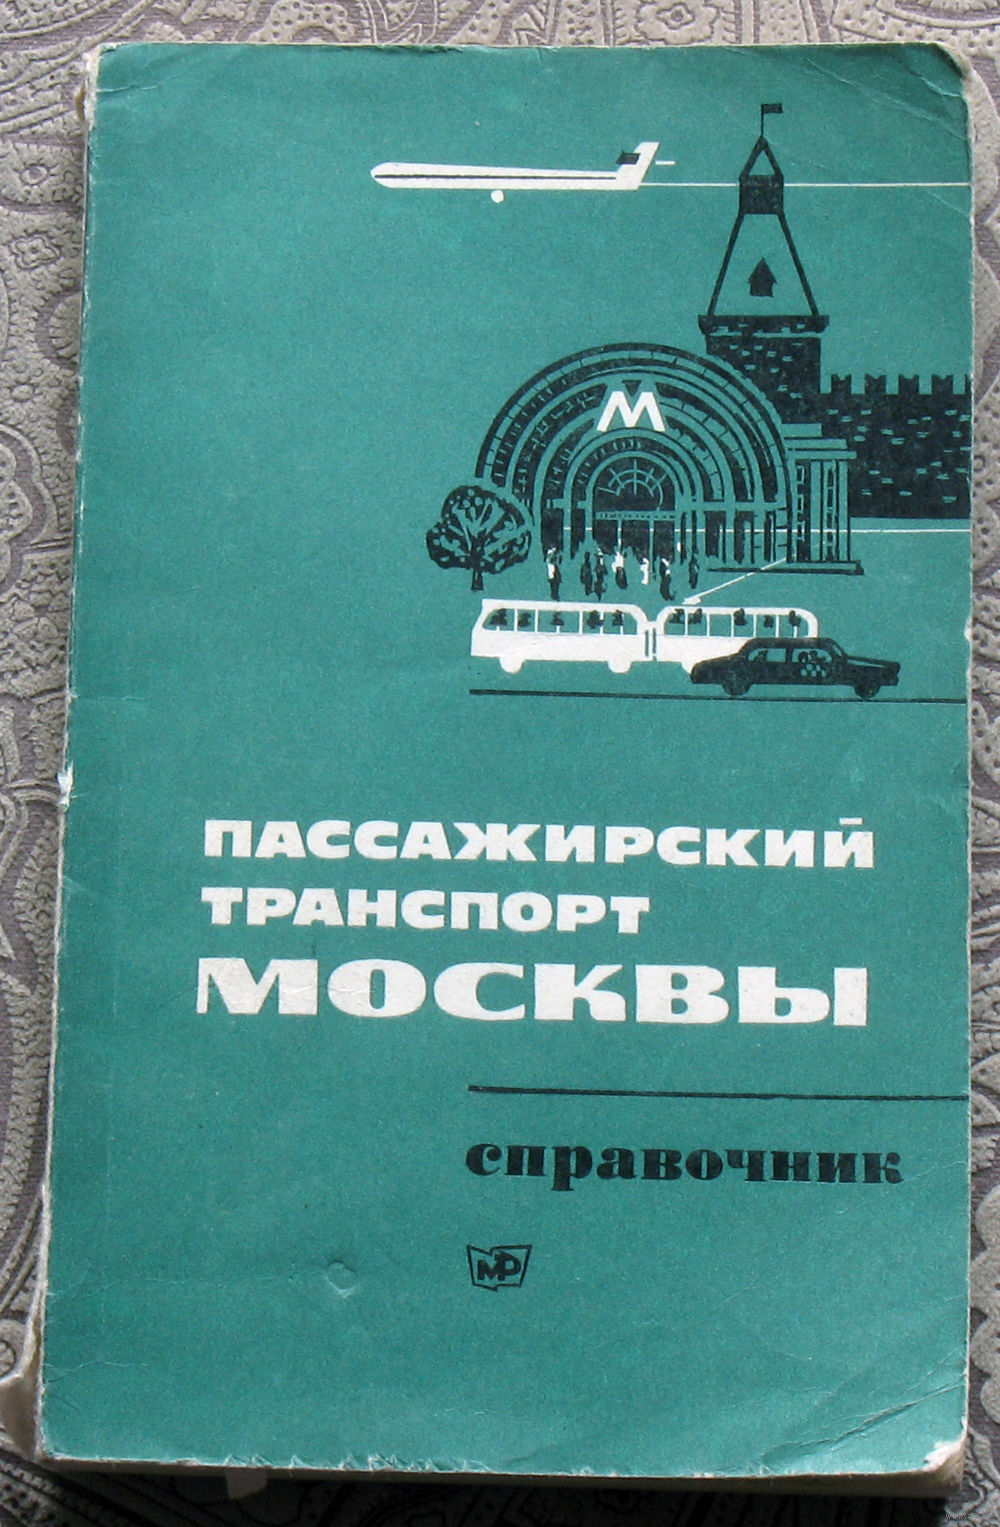 М
ПАССАЖИРСКИЙ
ТРАНСПОРТ
МОСКВЫ
справочник
МР